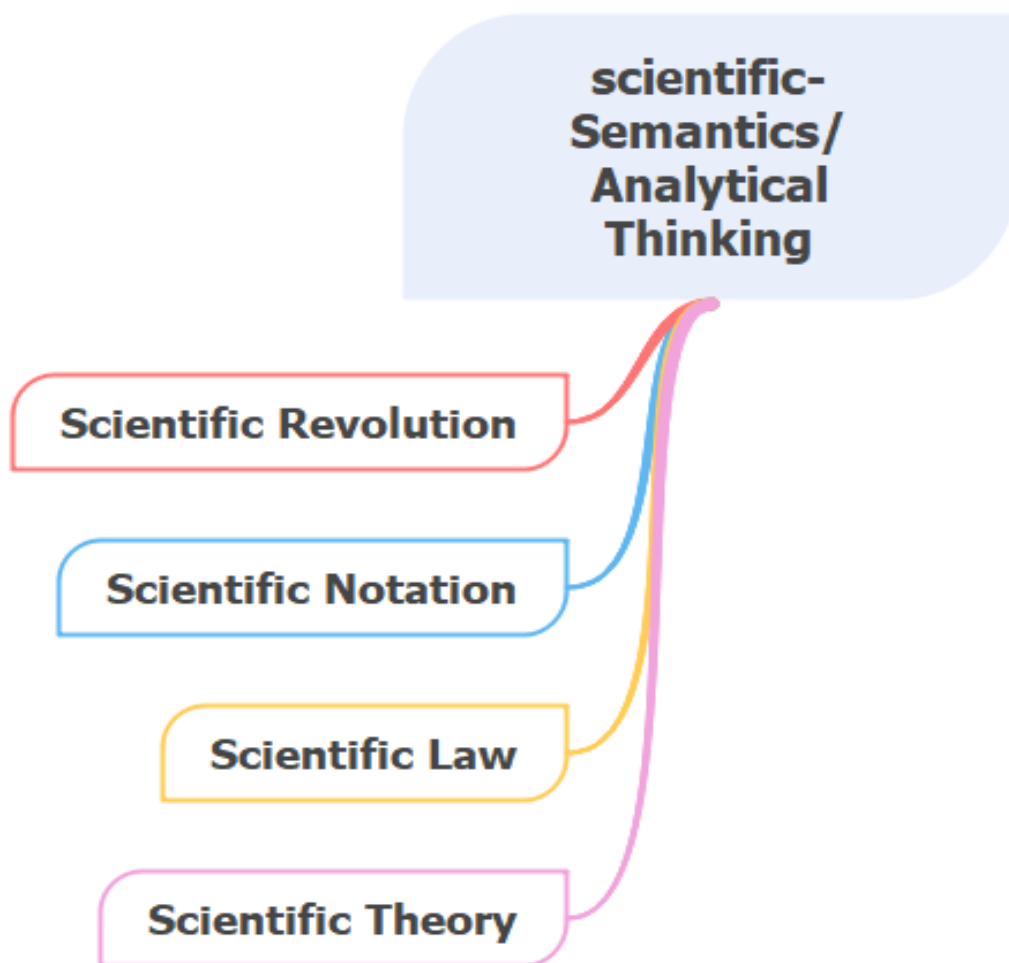 scientific-
Semantics/
Analytical
Thinking
Scientific Revolution
Scientific Notation
Scientific Law
Scientific Theory